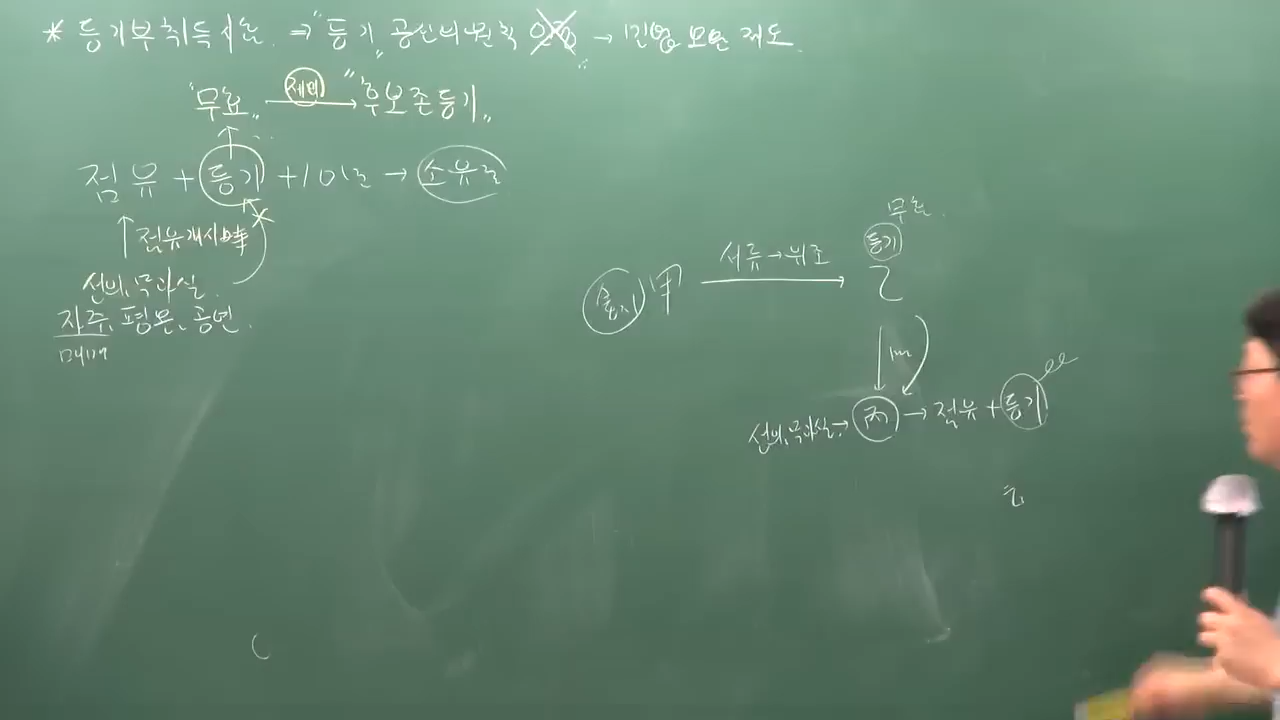 * 등기부취득시효 ⇒ "등기" 공신의 원칙 인정 → 민법 보완 제도
"무효" 제외 → "후보존등기"
점유 + 등기 + 10년 → 소유권
점유개시時
선의, 무과실
자주, 평온, 공연
무효
등기
甲 서류→위조 乙
선의, 무과실 → 丙 → 점유 + 등기